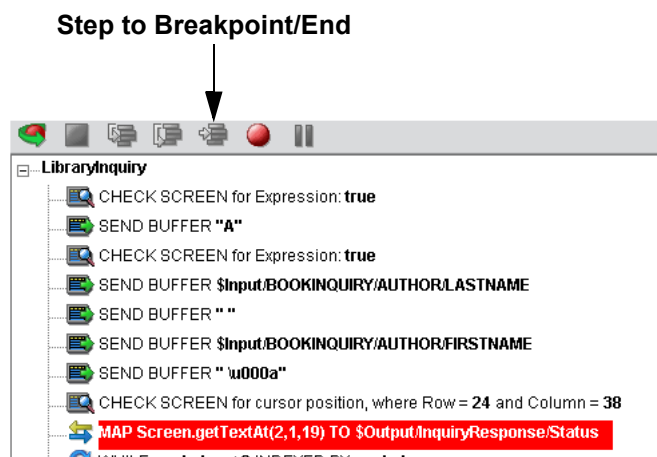 Step to Breakpoint/End
LibraryInquiry
CHECK SCREEN for Expression: true
SEND BUFFER "A"
CHECK SCREEN for Expression: true
SEND BUFFER $Input/BOOKINQUIRY/AUTHOR/LASTNAME
SEND BUFFER " "
SEND BUFFER $Input/BOOKINQUIRY/AUTHOR/FIRSTNAME
SEND BUFFER " \u000a"
CHECK SCREEN for cursor position, where Row = 24 and Column = 38
MAP Screen.getTextAt(2,1,19) TO $Output/InquiryResponse/Status
WHILE